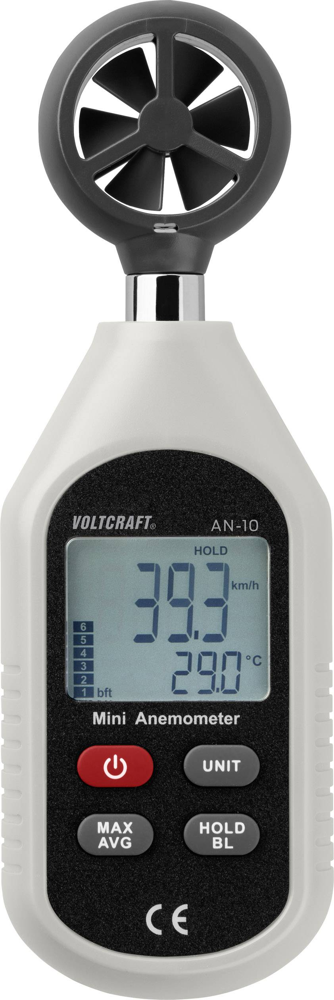 VOLTCRAFT® AN-10
HOLD
39.3 km/h
6
5
4
29.0 °C
3
2
1 bft
Mini Anemometer
UNIT
MAX HOLD
AVG BL
CE